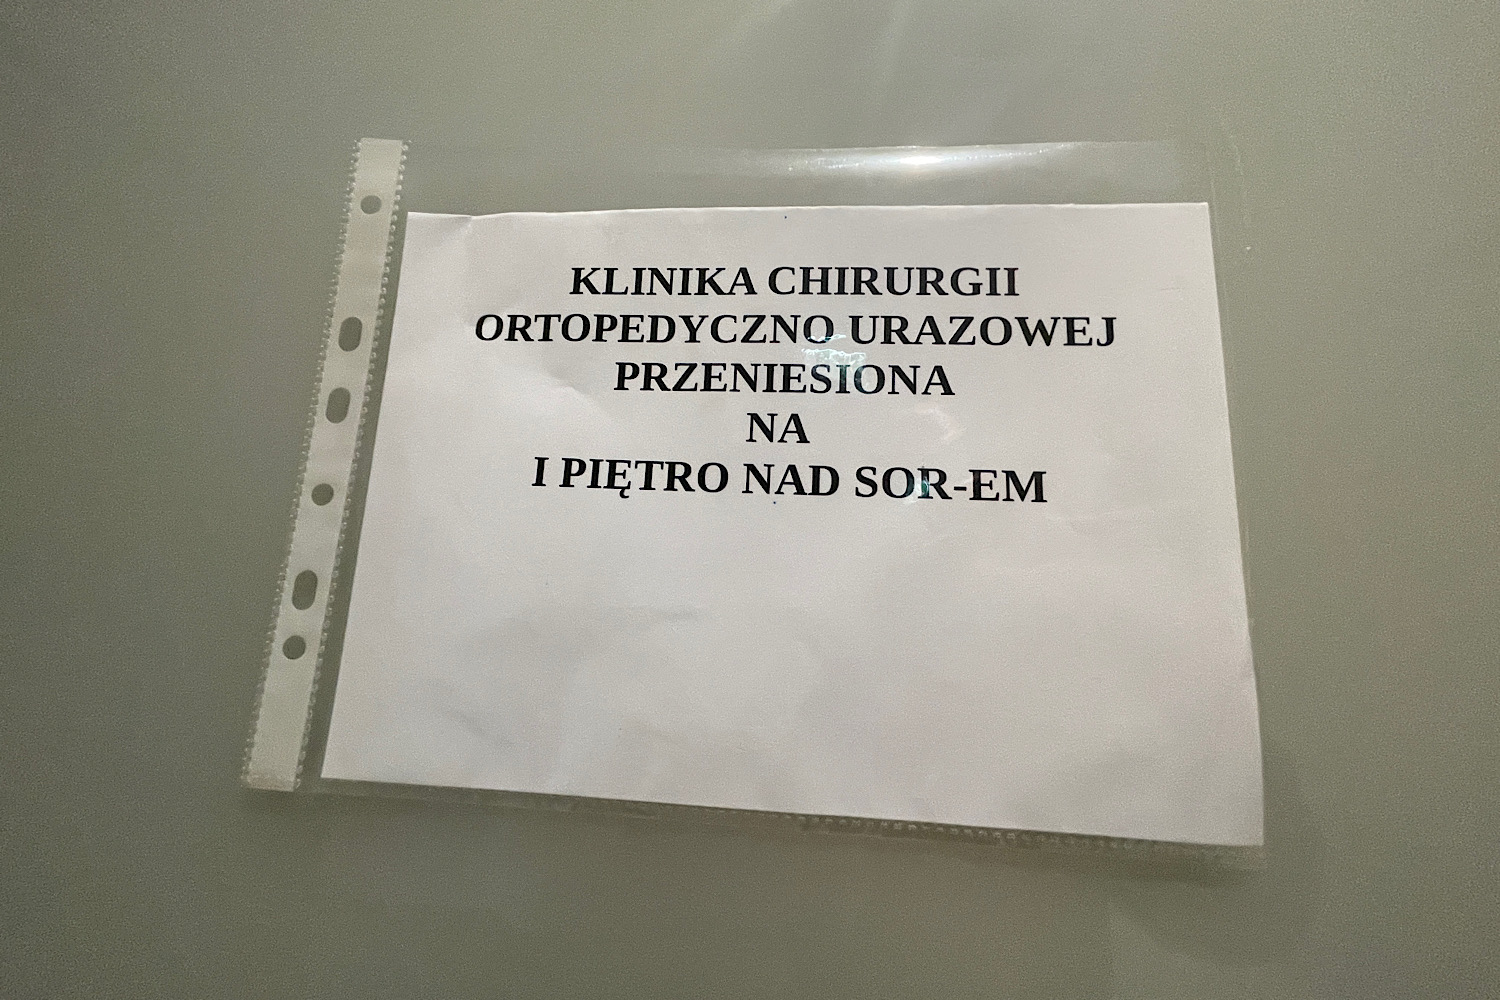 KLINIKA CHIRURGII
ORTOPEDYCZNO URAZOWEJ
PRZENIESIONA
NA
I PIĘTRO NAD SOR-EM